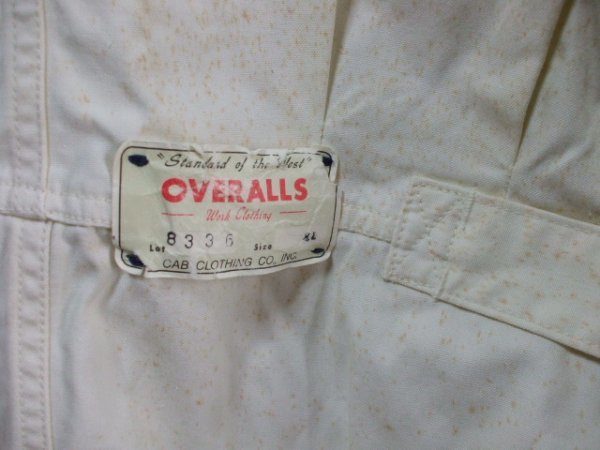 "Standard of the West"
OVERALLS
Work Clothing
Lot 8336 Size XL
CAB CLOTHING CO., INC